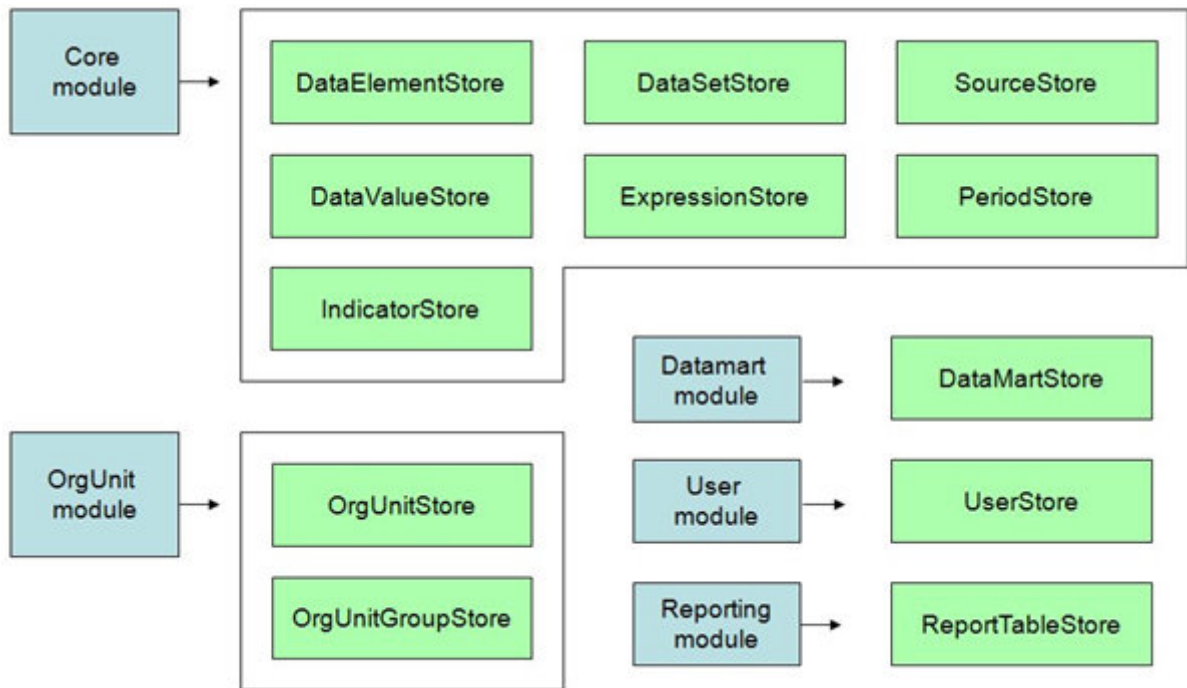 Core
module
DataElementStore
DataSetStore
SourceStore
DataValueStore
ExpressionStore
PeriodStore
IndicatorStore
Datamart
module
DataMartStore
OrgUnit
module
OrgUnitStore
OrgUnitGroupStore
User
module
UserStore
Reporting
module
ReportTableStore